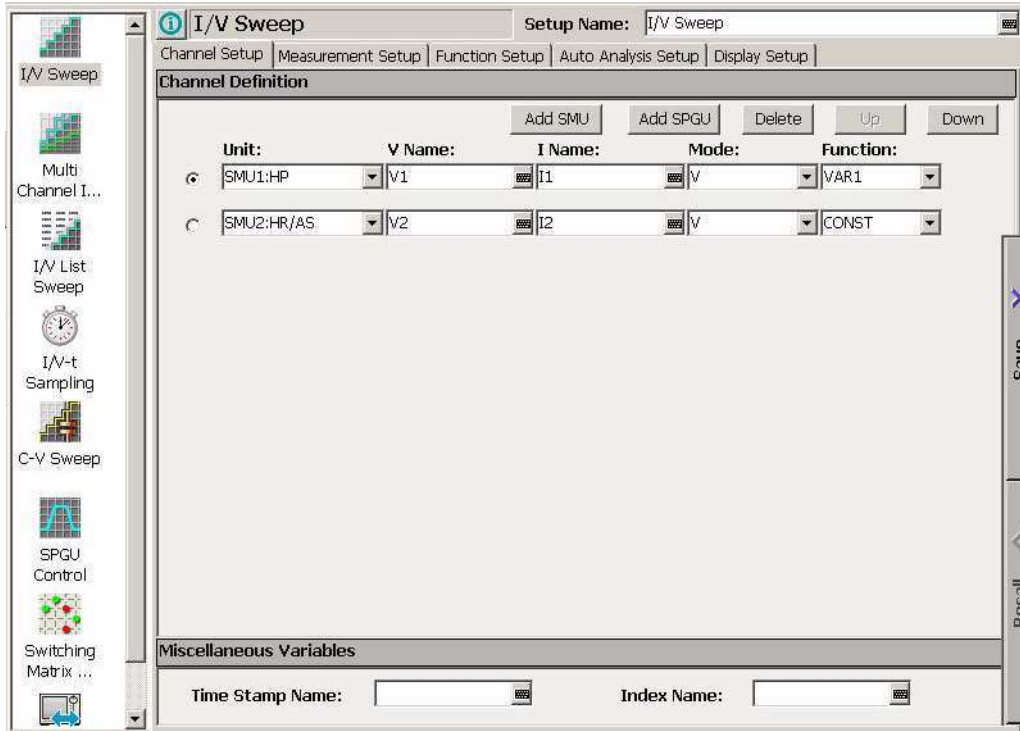 I/V Sweep
Multi
Channel I...
I/V List
Sweep
I/V-t
Sampling
C-V Sweep
SPGU
Control
Switching
Matrix ...
I/V Sweep
Setup Name: I/V Sweep
Channel Setup Measurement Setup Function Setup Auto Analysis Setup Display Setup
Channel Definition
Add SMU Add SPGU Delete Up Down
Unit: V Name: I Name: Mode: Function:
SMU1:HP V1 I1 V VAR1
SMU2:HR/AS V2 I2 V CONST
Miscellaneous Variables
Time Stamp Name: Index Name:
Save
Recall